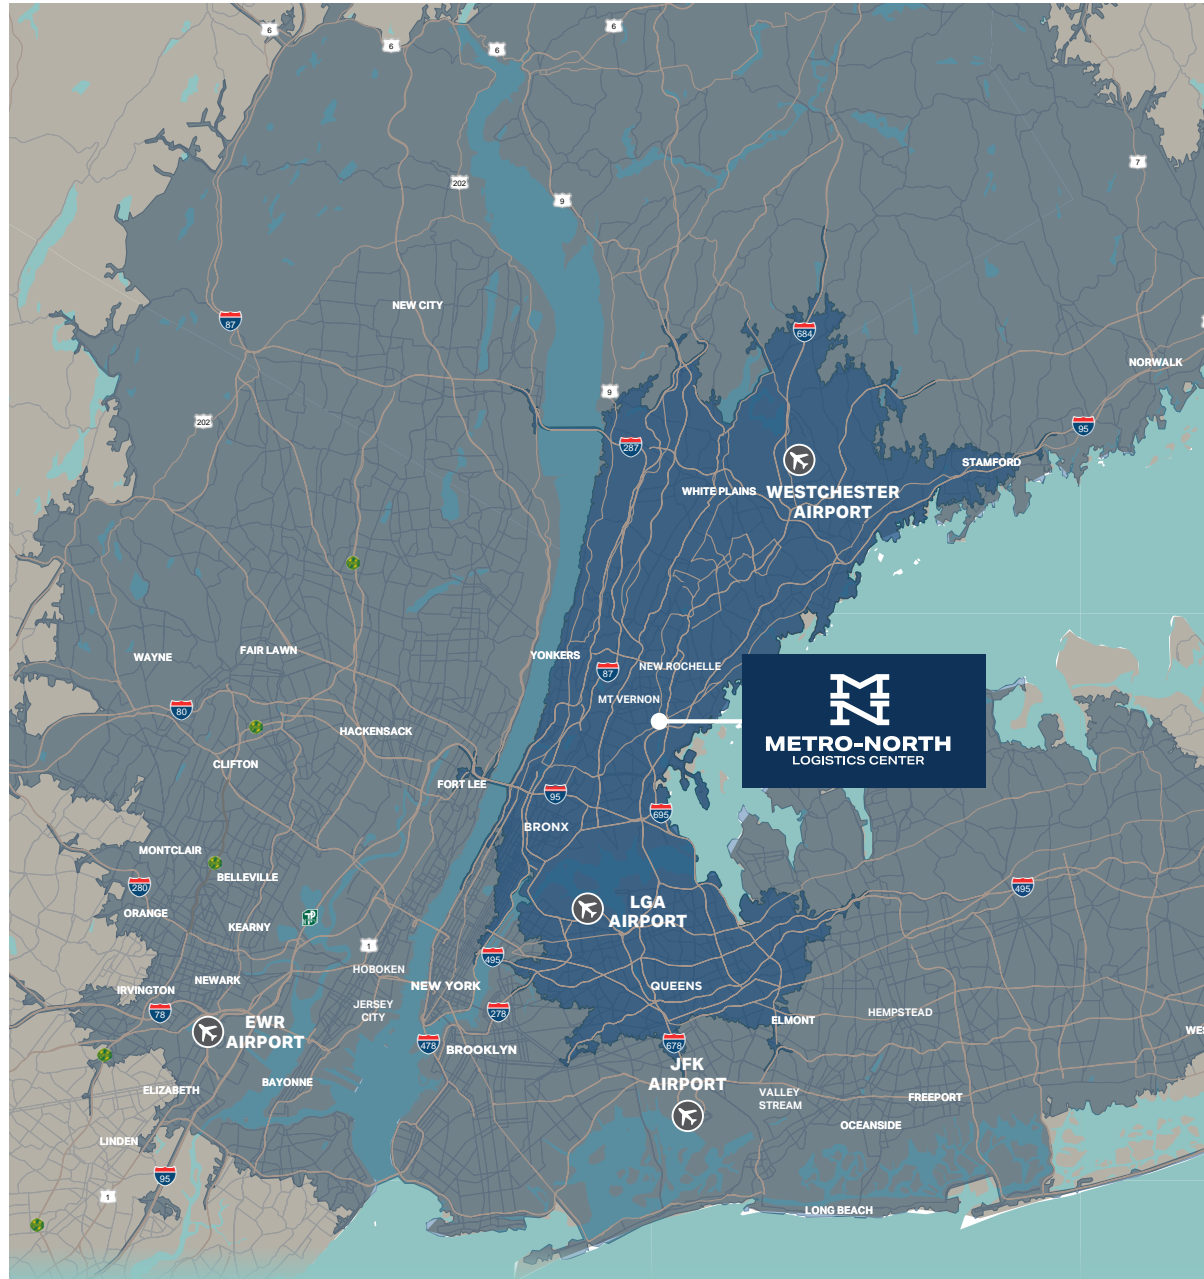 6
6
6
6
7
202
9
NEW CITY
87
684
NORWALK
9
202
95
287
STAMFORD
WHITE PLAINS
WESTCHESTER
AIRPORT
YONKERS
FAIR LAWN
WAYNE
NEW ROCHELLE
87
MT VERNON
80
HACKENSACK
MN
METRO-NORTH
LOGISTICS CENTER
CLIFTON
FORT LEE
95
695
BRONX
MONTCLAIR
BELLEVILLE
280
495
ORANGE
LGA
AIRPORT
KEARNY
TP
1
495
HOBOKEN
NEWARK
NEW YORK
QUEENS
IRVINGTON
JERSEY
CITY
78
278
ELMONT
HEMPSTEAD
EWR
AIRPORT
WES
478
BROOKLYN
678
JFK
AIRPORT
BAYONNE
ELIZABETH
VALLEY
STREAM
FREEPORT
OCEANSIDE
LINDEN
95
1
LONG BEACH